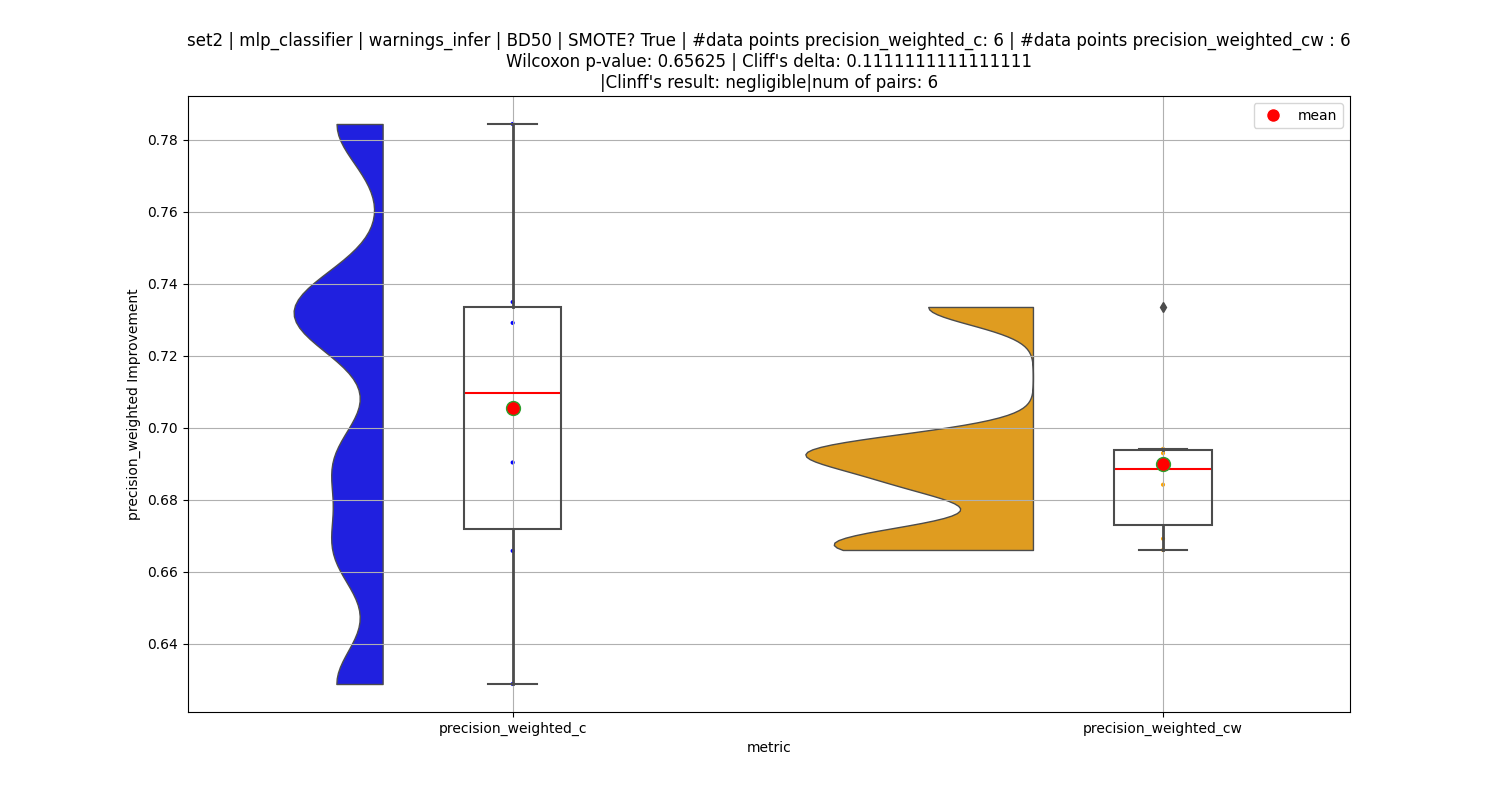 set2 | mlp_classifier | warnings_infer | BD50 | SMOTE? True | #data points precision_weighted_c: 6 | #data points precision_weighted_cw : 6
Wilcoxon p-value: 0.65625 | Cliff's delta: 0.1111111111111111
|Clinff's result: negligible|num of pairs: 6
mean
0.78
0.76
0.74
0.72
0.70
0.68
0.66
0.64
precision_weighted Improvement
precision_weighted_c
precision_weighted_cw
metric